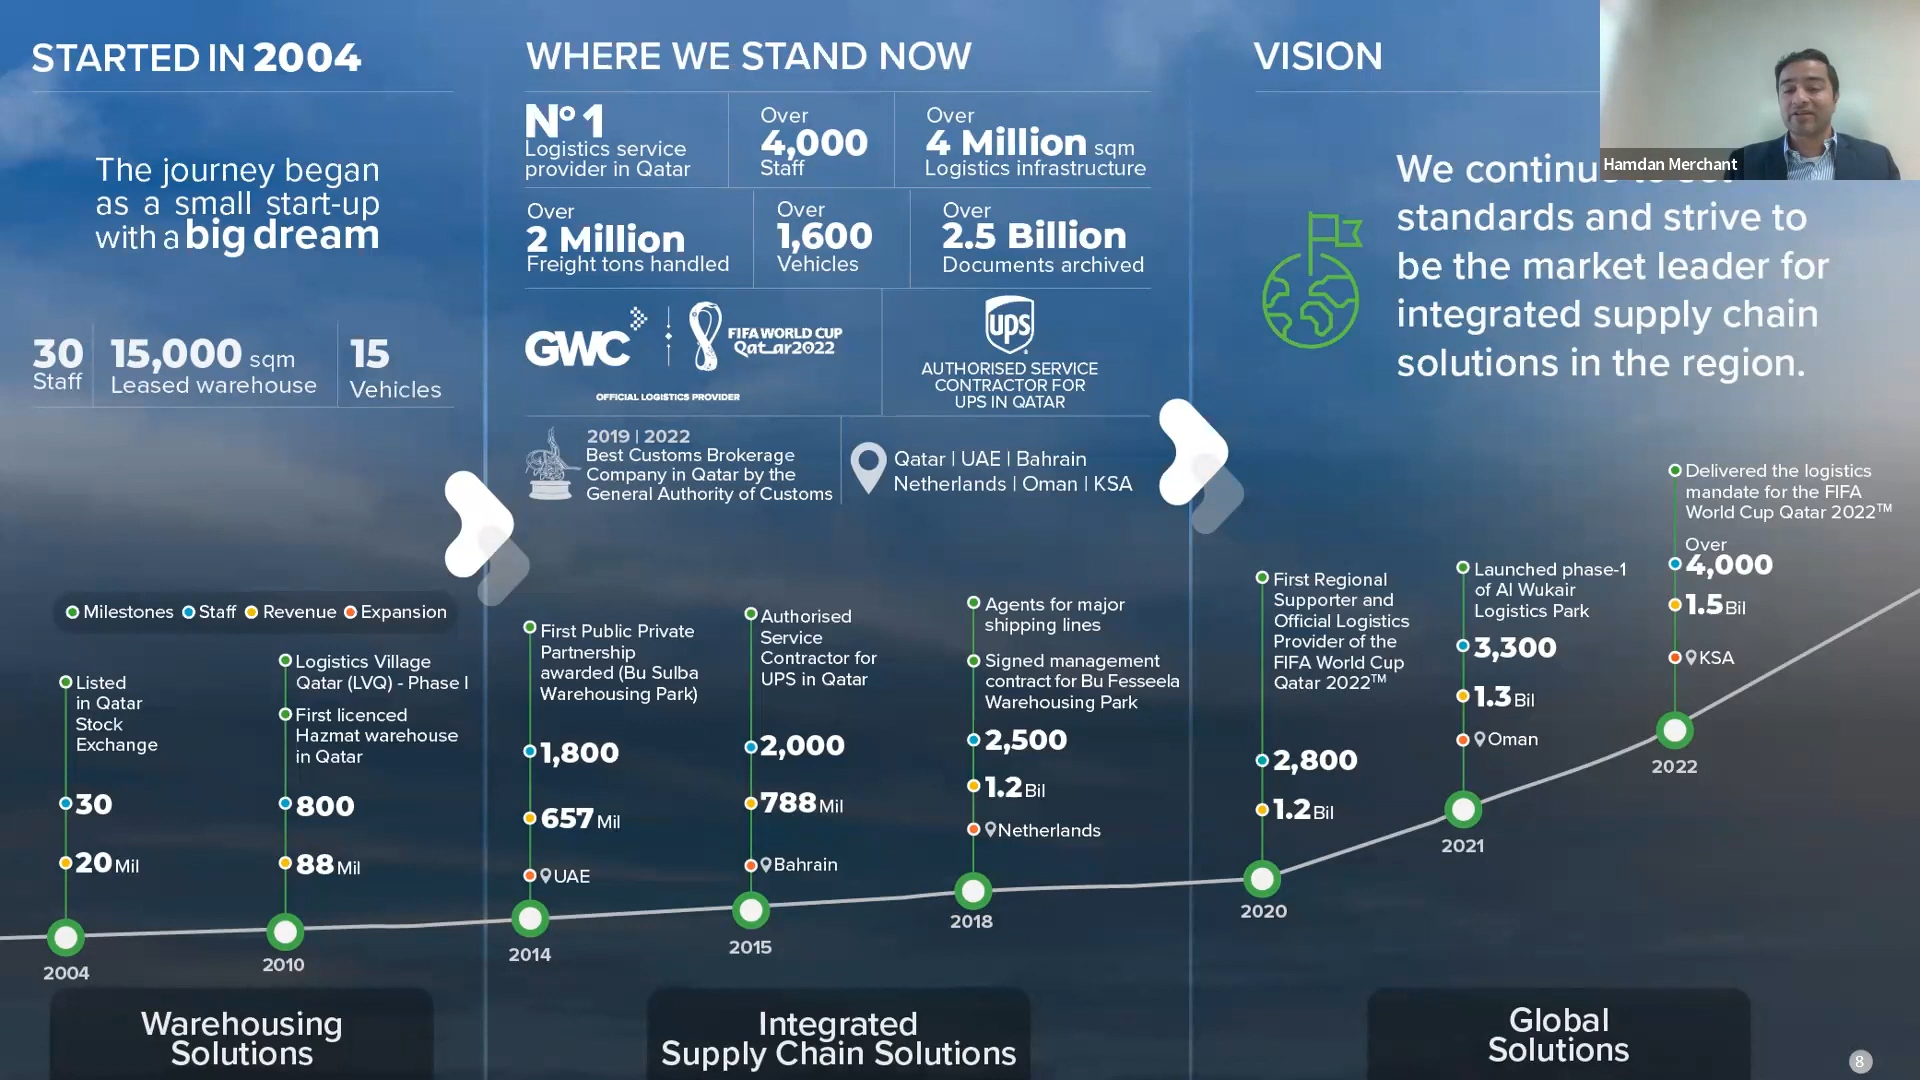 STARTED IN 2004
The journey began
as a small start-up
with a big dream
30
Staff
15,000 sqm
Leased warehouse
15
Vehicles
WHERE WE STAND NOW
Nº 1
Logistics service
provider in Qatar
Over
4,000
Staff
Over
4 Million sqm
Logistics infrastructure
Over
2 Million
Freight tons handled
Over
1,600
Vehicles
Over
2.5 Billion
Documents archived
GWC
FIFA WORLD CUP
Qatar2022
OFFICIAL LOGISTICS PROVIDER
ups
AUTHORISED SERVICE
CONTRACTOR FOR
UPS IN QATAR
2019 | 2022
Best Customs Brokerage
Company in Qatar by the
General Authority of Customs
Qatar | UAE | Bahrain
Netherlands | Oman | KSA
VISION
Hamdan Merchant
We
standards and strive to
be the market leader for
integrated supply chain
solutions in the region.
Milestones Staff Revenue Expansion
Listed
in Qatar
Stock
Exchange
30
20 Mil
2004
Logistics Village
Qatar (LVQ) - Phase I
First licenced
Hazmat warehouse
in Qatar
800
88 Mil
2010
First Public Private
Partnership
awarded (Bu Sulba
Warehousing Park)
1,800
657 Mil
UAE
2014
Authorised
Service
Contractor for
UPS in Qatar
2,000
788 Mil
Bahrain
2015
Agents for major
shipping lines
Signed management
contract for Bu Fesseela
Warehousing Park
2,500
1.2 Bil
Netherlands
2018
First Regional
Supporter and
Official Logistics
Provider of the
FIFA World Cup
Qatar 2022™
2,800
1.2 Bil
2020
Launched phase-1
of Al Wukair
Logistics Park
3,300
1.3 Bil
Oman
2021
Delivered the logistics
mandate for the FIFA
World Cup Qatar 2022™
Over
4,000
1.5 Bil
KSA
2022
Warehousing
Solutions
Integrated
Supply Chain Solutions
Global
Solutions
8